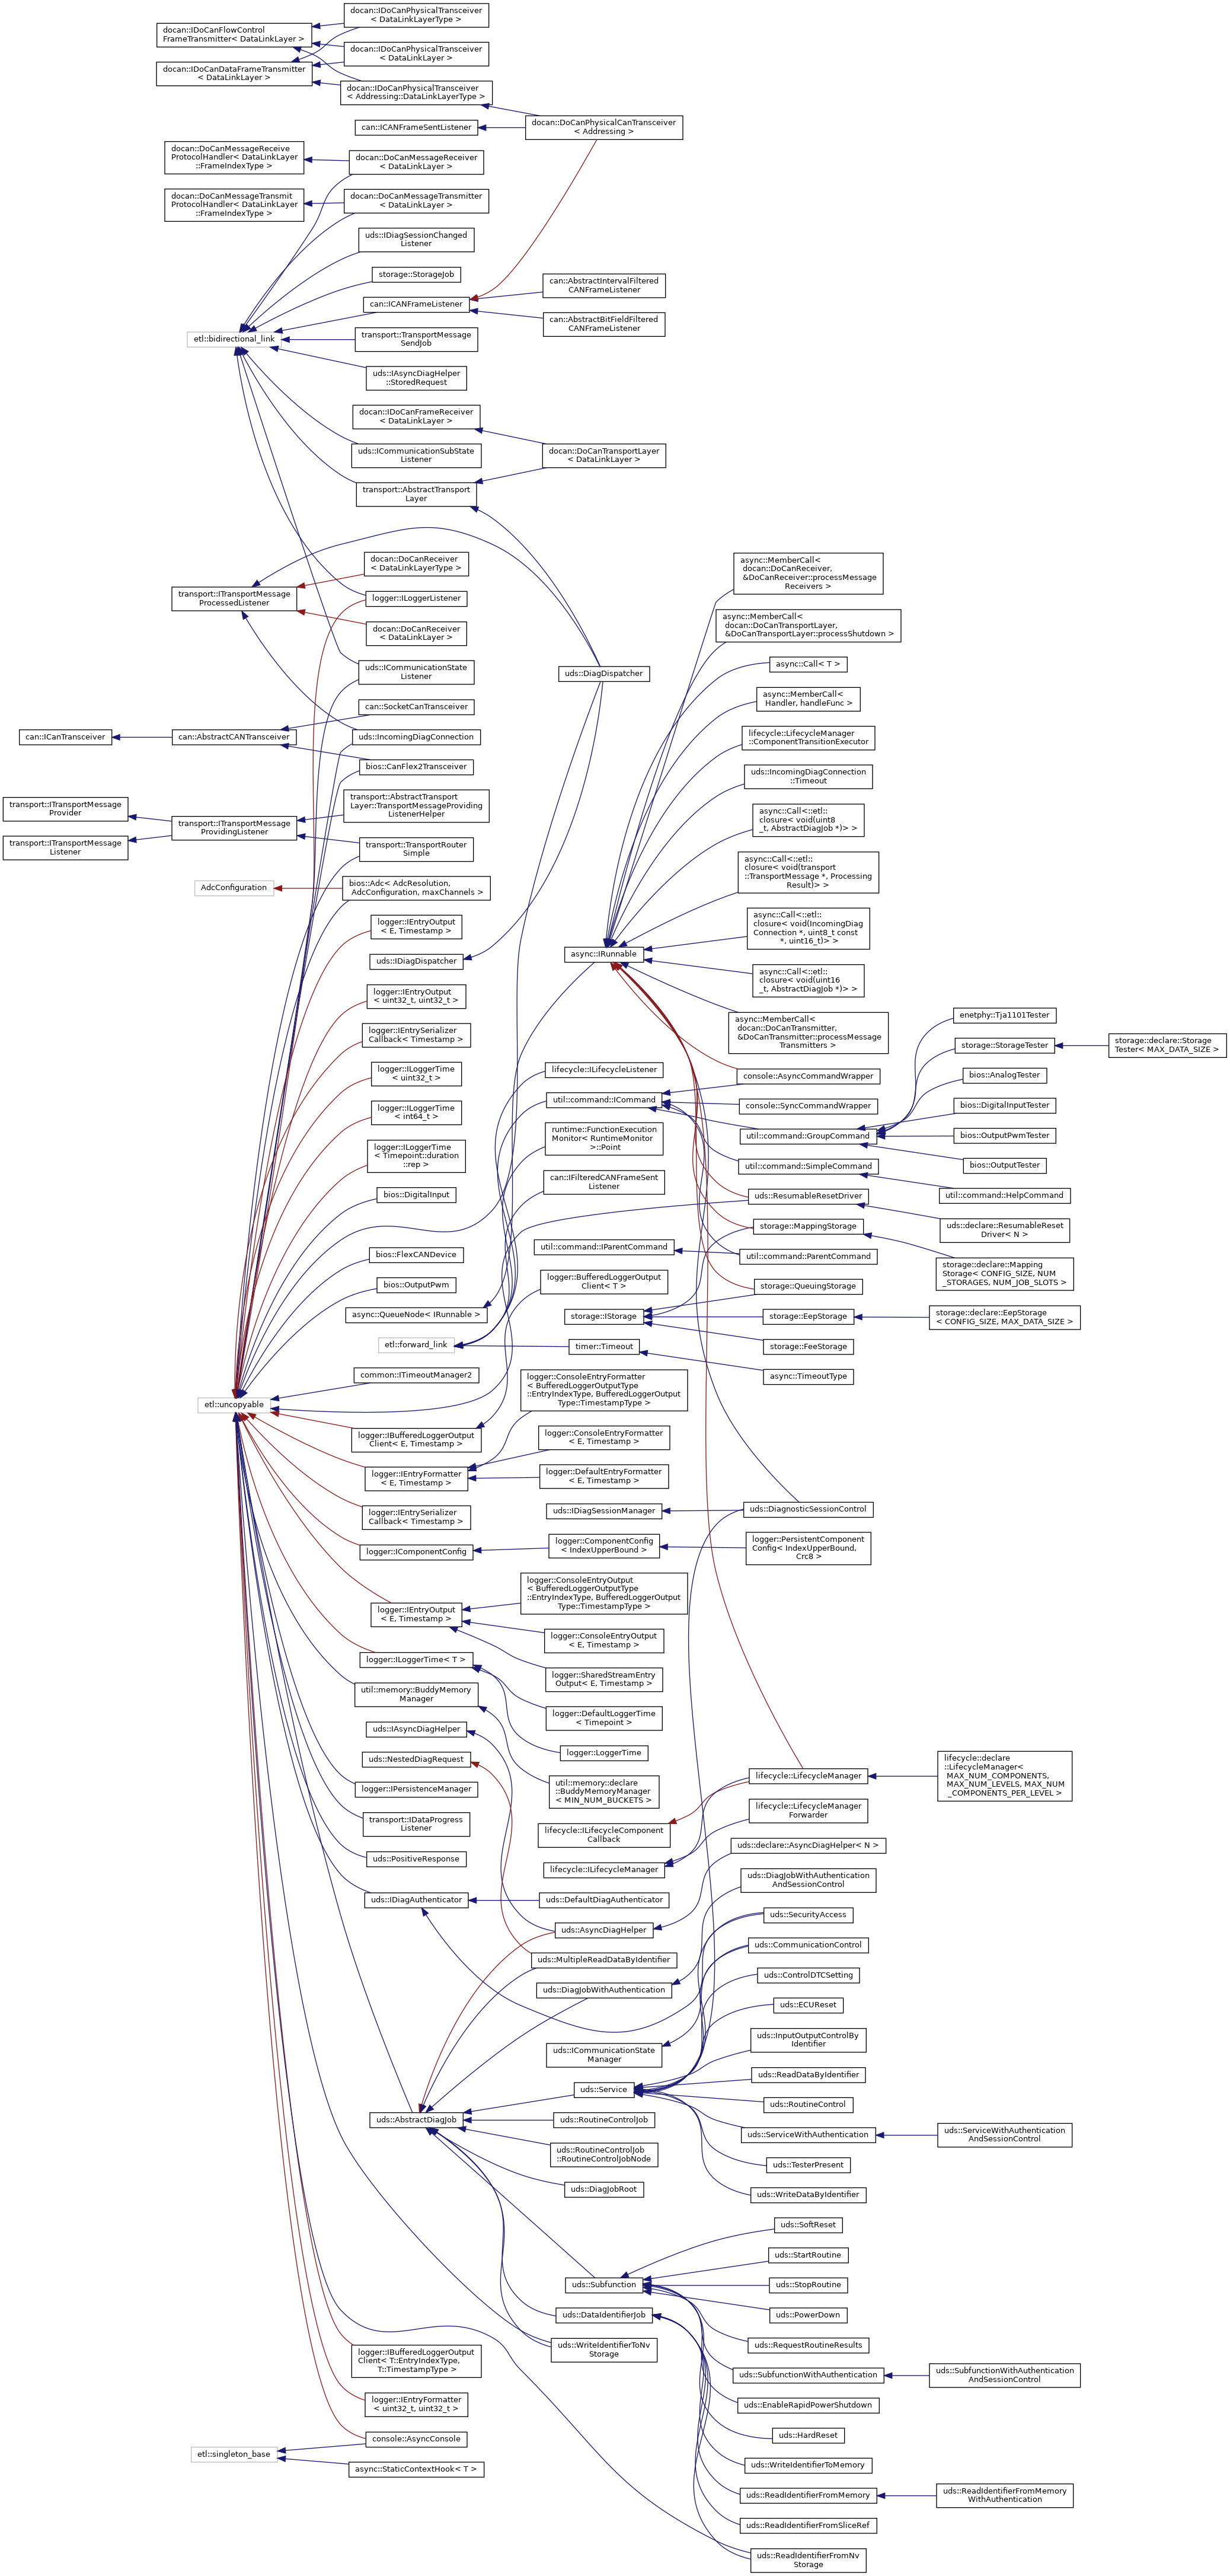 docan::IDoCanPhysicalTransceiver
< DataLinkLayerType >
docan::IDoCanFlowControl
FrameTransmitter< DataLinkLayer >
docan::IDoCanPhysicalTransceiver
< DataLinkLayer >
docan::IDoCanDataFrameTransmitter
< DataLinkLayer >
docan::IDoCanPhysicalTransceiver
< Addressing::DataLinkLayerType >
docan::DoCanPhysicalCanTransceiver
< Addressing >
can::ICANFrameSentListener
docan::DoCanMessageReceive
ProtocolHandler< DataLinkLayer
::FrameIndexType >
docan::DoCanMessageReceiver
< DataLinkLayer >
docan::DoCanMessageTransmit
ProtocolHandler< DataLinkLayer
::FrameIndexType >
docan::DoCanMessageTransmitter
< DataLinkLayer >
uds::IDiagSessionChanged
Listener
storage::StorageJob
can::AbstractIntervalFiltered
CANFrameListener
can::ICANFrameListener
can::AbstractBitFieldFiltered
CANFrameListener
etl::bidirectional_link
transport::TransportMessage
SendJob
uds::IAsyncDiagHelper
::StoredRequest
docan::IDoCanFrameReceiver
< DataLinkLayer >
uds::ICommunicationSubState
Listener
docan::DoCanTransportLayer
< DataLinkLayer >
transport::AbstractTransport
Layer
docan::DoCanReceiver
< DataLinkLayerType >
async::MemberCall<
docan::DoCanReceiver,
&DoCanReceiver::processMessage
Receivers >
transport::ITransportMessage
ProcessedListener
logger::ILoggerListener
docan::DoCanReceiver
< DataLinkLayer >
async::MemberCall<
docan::DoCanTransportLayer,
&DoCanTransportLayer::processShutdown >
uds::ICommunicationState
Listener
uds::DiagDispatcher
async::Call< T >
can::SocketCanTransceiver
async::MemberCall<
Handler, handleFunc >
can::ICanTransceiver
can::AbstractCANTransceiver
uds::IncomingDiagConnection
lifecycle::LifecycleManager
::ComponentTransitionExecutor
bios::CanFlex2Transceiver
uds::IncomingDiagConnection
::Timeout
transport::ITransportMessage
Provider
transport::AbstractTransport
Layer::TransportMessageProviding
ListenerHelper
transport::ITransportMessage
ProvidingListener
async::Call<::etl::
closure< void(uint8
_t, AbstractDiagJob *)> >
transport::ITransportMessage
Listener
transport::TransportRouter
Simple
async::Call<::etl::
closure< void(transport
::TransportMessage *, Processing
Result)> >
AdcConfiguration
bios::Adc< AdcResolution,
AdcConfiguration, maxChannels >
logger::IEntryOutput
< E, Timestamp >
async::Call<::etl::
closure< void(IncomingDiag
Connection *, uint8_t const
*, uint16_t)> >
uds::IDiagDispatcher
async::IRunnable
async::Call<::etl::
closure< void(uint16
_t, AbstractDiagJob *)> >
logger::IEntryOutput
< uint32_t, uint32_t >
logger::IEntrySerializer
Callback< Timestamp >
async::MemberCall<
docan::DoCanTransmitter,
&DoCanTransmitter::processMessage
Transmitters >
enetphy::Tja1101Tester
storage::StorageTester
storage::declare::Storage
Tester< MAX_DATA_SIZE >
logger::ILoggerTime
< uint32_t >
lifecycle::ILifecycleListener
console::AsyncCommandWrapper
bios::AnalogTester
logger::ILoggerTime
< int64_t >
util::command::ICommand
console::SyncCommandWrapper
bios::DigitalInputTester
logger::ILoggerTime
< Timepoint::duration
::rep >
runtime::FunctionExecution
Monitor< RuntimeMonitor
>::Point
util::command::GroupCommand
bios::OutputPwmTester
util::command::SimpleCommand
bios::OutputTester
bios::DigitalInput
can::IFilteredCANFrameSent
Listener
uds::ResumableResetDriver
util::command::HelpCommand
storage::MappingStorage
uds::declare::ResumableReset
Driver< N >
bios::FlexCANDevice
util::command::IParentCommand
util::command::ParentCommand
storage::declare::Mapping
Storage< CONFIG_SIZE, NUM
_STORAGES, NUM_JOB_SLOTS >
bios::OutputPwm
logger::BufferedLoggerOutput
Client< T >
storage::QueuingStorage
async::QueueNode< IRunnable >
storage::IStorage
storage::EepStorage
storage::declare::EepStorage
< CONFIG_SIZE, MAX_DATA_SIZE >
etl::forward_link
timer::Timeout
storage::FeeStorage
common::ITimeoutManager2
async::TimeoutType
etl::uncopyable
logger::ConsoleEntryFormatter
< BufferedLoggerOutputType
::EntryIndexType, BufferedLoggerOutput
Type::TimestampType >
logger::IBufferedLoggerOutput
Client< E, Timestamp >
logger::ConsoleEntryFormatter
< E, Timestamp >
logger::IEntryFormatter
< E, Timestamp >
logger::DefaultEntryFormatter
< E, Timestamp >
logger::IEntrySerializer
Callback< Timestamp >
uds::IDiagSessionManager
uds::DiagnosticSessionControl
logger::IComponentConfig
logger::ComponentConfig
< IndexUpperBound >
logger::PersistentComponent
Config< IndexUpperBound,
Crc8 >
logger::IEntryOutput
< E, Timestamp >
logger::ConsoleEntryOutput
< BufferedLoggerOutputType
::EntryIndexType, BufferedLoggerOutput
Type::TimestampType >
logger::ConsoleEntryOutput
< E, Timestamp >
logger::ILoggerTime< T >
logger::SharedStreamEntry
Output< E, Timestamp >
util::memory::BuddyMemory
Manager
logger::DefaultLoggerTime
< Timepoint >
uds::IAsyncDiagHelper
logger::LoggerTime
uds::NestedDiagRequest
lifecycle::LifecycleManager
lifecycle::declare
::LifecycleManager<
MAX_NUM_COMPONENTS,
MAX_NUM_LEVELS, MAX_NUM
_COMPONENTS_PER_LEVEL >
logger::IPersistenceManager
util::memory::declare
::BuddyMemoryManager
< MIN_NUM_BUCKETS >
lifecycle::LifecycleManager
Forwarder
transport::IDataProgress
Listener
lifecycle::ILifecycleComponent
Callback
uds::declare::AsyncDiagHelper< N >
uds::PositiveResponse
lifecycle::ILifecycleManager
uds::DiagJobWithAuthentication
AndSessionControl
uds::IDiagAuthenticator
uds::DefaultDiagAuthenticator
uds::SecurityAccess
uds::AsyncDiagHelper
uds::CommunicationControl
uds::MultipleReadDataByIdentifier
uds::ControlDTCSetting
uds::DiagJobWithAuthentication
uds::ECUReset
uds::ICommunicationState
Manager
uds::InputOutputControlBy
Identifier
uds::Service
uds::ReadDataByIdentifier
uds::AbstractDiagJob
uds::RoutineControlJob
uds::RoutineControl
uds::ServiceWithAuthentication
uds::ServiceWithAuthentication
AndSessionControl
uds::RoutineControlJob
::RoutineControlJobNode
uds::TesterPresent
uds::DiagJobRoot
uds::WriteDataByIdentifier
uds::SoftReset
uds::StartRoutine
uds::Subfunction
uds::StopRoutine
uds::DataIdentifierJob
uds::PowerDown
uds::WriteIdentifierToNv
Storage
uds::RequestRoutineResults
logger::IBufferedLoggerOutput
Client< T::EntryIndexType,
T::TimestampType >
uds::SubfunctionWithAuthentication
uds::SubfunctionWithAuthentication
AndSessionControl
logger::IEntryFormatter
< uint32_t, uint32_t >
uds::EnableRapidPowerShutdown
console::AsyncConsole
uds::HardReset
etl::singleton_base
uds::WriteIdentifierToMemory
async::StaticContextHook< T >
uds::ReadIdentifierFromMemory
uds::ReadIdentifierFromMemory
WithAuthentication
uds::ReadIdentifierFromSliceRef
uds::ReadIdentifierFromNv
Storage